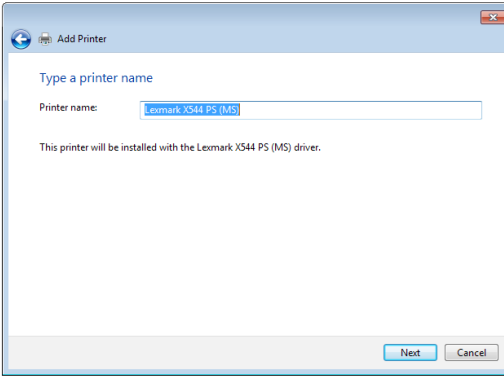 Add Printer
Type a printer name
Printer name: Lexmark X544 PS (MS)
This printer will be installed with the Lexmark X544 PS (MS) driver.
Next Cancel